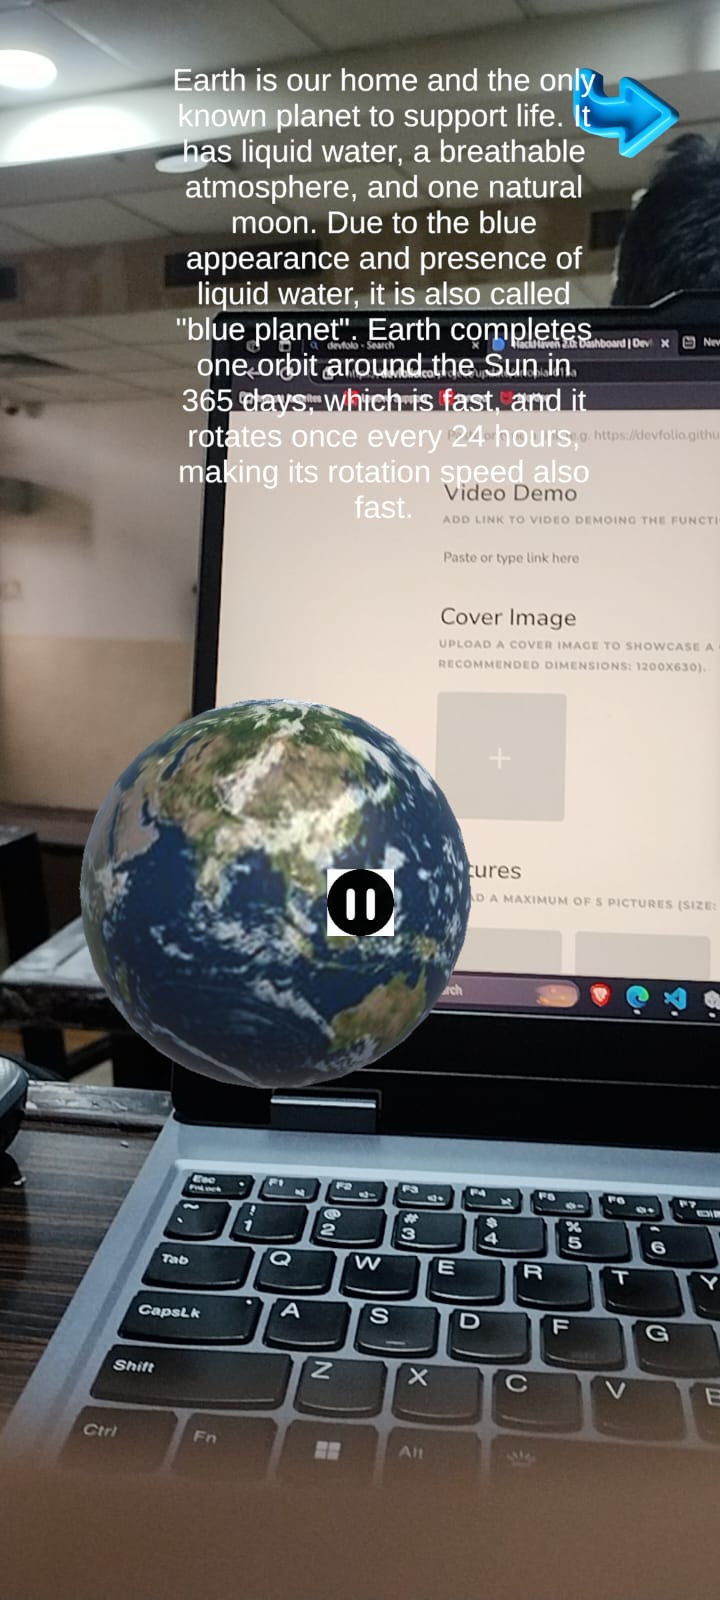 Earth is our home and the only
known planet to support life. It
has liquid water, a breathable
atmosphere, and one natural
moon. Due to the blue
appearance and presence of
liquid water, it is also called
"blue planet". Earth completes
one orbit around the Sun in
365 days, which is fast, and it
rotates once every 24 hours,
making its rotation speed also
fast.
devfolo - Search
HackHaven 2.0: Dashboard | Dev
New
e.g. https://devfolio.githu
Video Demo
ADD LINK TO VIDEO DEMOING THE FUNCTI
Paste or type link here
Cover Image
UPLOAD A COVER IMAGE TO SHOWCASE A
RECOMMENDED DIMENSIONS: 1200X630).
+
tures
AD A MAXIMUM OF 5 PICTURES (SIZE:
rch
Esc F1 F2 F3 F4 F5 F6 F7
FnLock
~ ! @ # $ % ^
` 1 2 3 4 5 6
Tab Q W E R T Y
CapsLk A S D F G
Shift Z X C V B
Ctrl Fn Alt